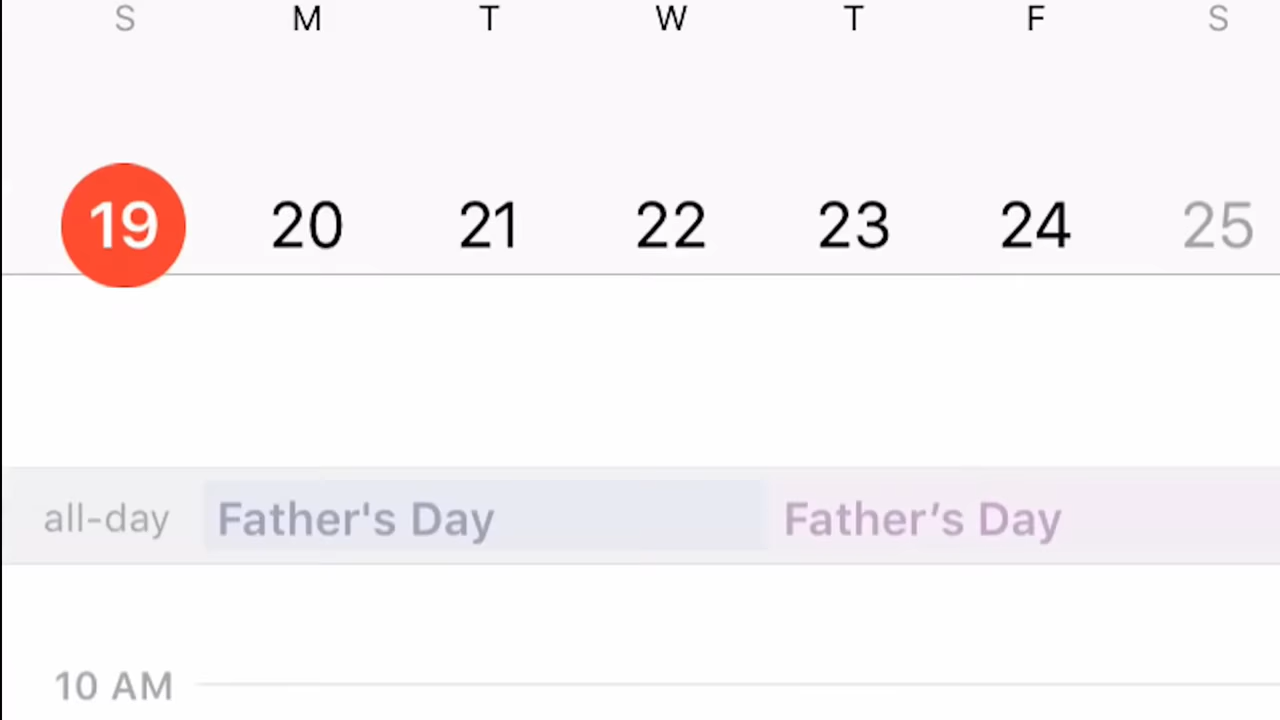 S M T W T F S
19 20 21 22 23 24 25
all-day Father's Day Father’s Day
10 AM